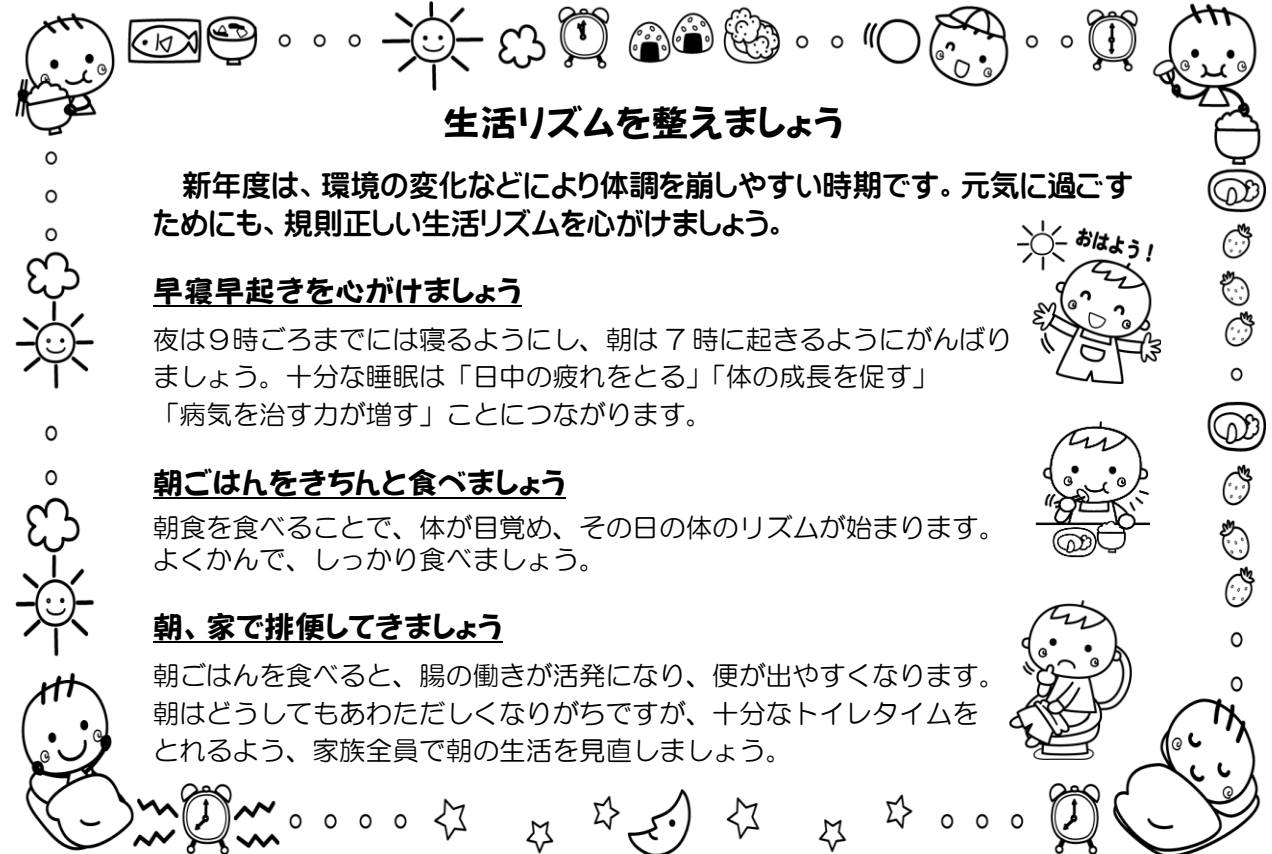 生活リズムを整えましょう
新年度は、環境の変化などにより体調を崩しやすい時期です。元気に過ごす
ためにも、規則正しい生活リズムを心がけましょう。
おはよう!
早寝早起きを心がけましょう
夜は9時ごろまでには寝るようにし、朝は7時に起きるようにがんばり
ましょう。十分な睡眠は「日中の疲れをとる」「体の成長を促す」
「病気を治す力が増す」ことにつながります。
朝ごはんをきちんと食べましょう
朝食を食べることで、体が目覚め、その日の体のリズムが始まります。
よくかんで、しっかり食べましょう。
朝、家で排便してきましょう
朝ごはんを食べると、腸の働きが活発になり、便が出やすくなります。
朝はどうしてもあわただしくなりがちですが、十分なトイレタイムを
とれるよう、家族全員で朝の生活を見直しましょう。